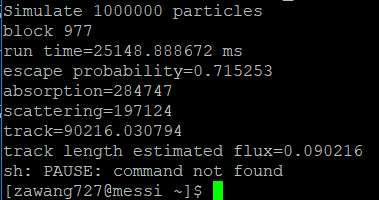 Simulate 1000000 particles
block 977
run time=25148.888672 ms
escape probability=0.715253
absorption=284747
scattering=197124
track=90216.030794
track length estimated flux=0.090216
sh: PAUSE: command not found
[zawang727@messi ~]$